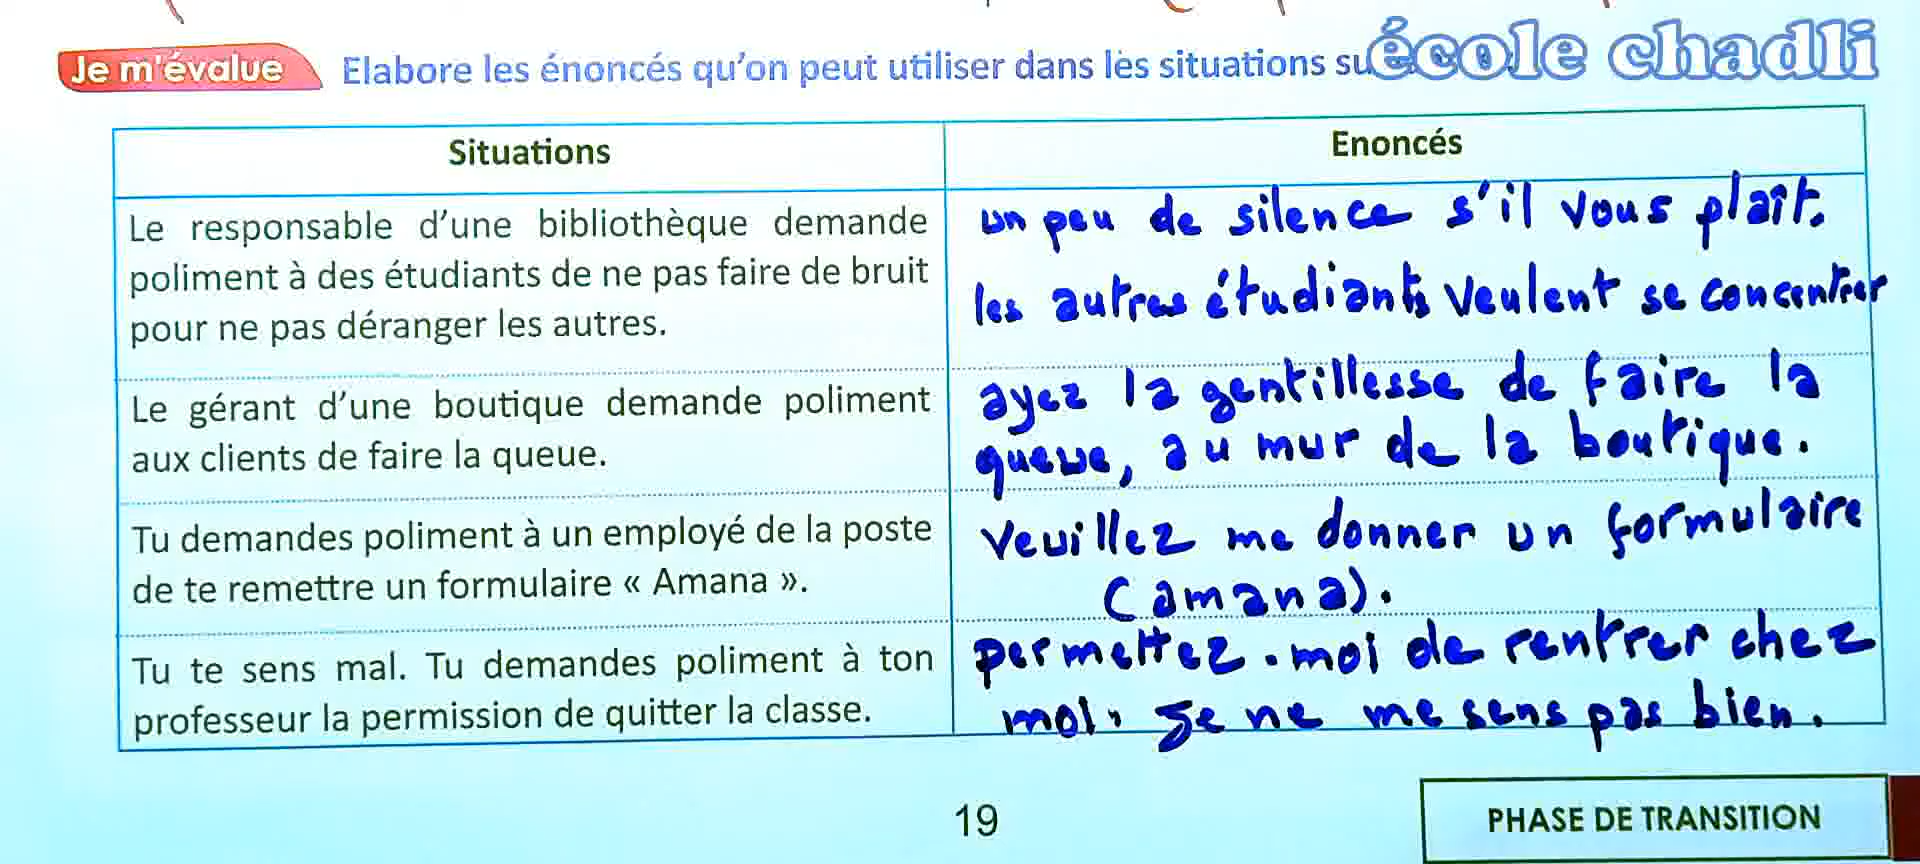 école chadli
Je m'évalue
Elabore les énoncés qu'on peut utiliser dans les situations
Situations
Enoncés
Le responsable d'une bibliothèque demande
poliment à des étudiants de ne pas faire de bruit
pour ne pas déranger les autres.
un peu de silence s'il vous plaît.
les autres étudiants veulent se concentrer
Le gérant d'une boutique demande poliment
aux clients de faire la queue.
ayez la gentillesse de faire la
queue, au mur de la boutique.
Tu demandes poliment à un employé de la poste
de te remettre un formulaire « Amana ».
Veuillez me donner un formulaire
(amana).
Tu te sens mal. Tu demandes poliment à ton
professeur la permission de quitter la classe.
permettez-moi de rentrer chez
moi, Je ne me sens pas bien.
19
PHASE DE TRANSITION